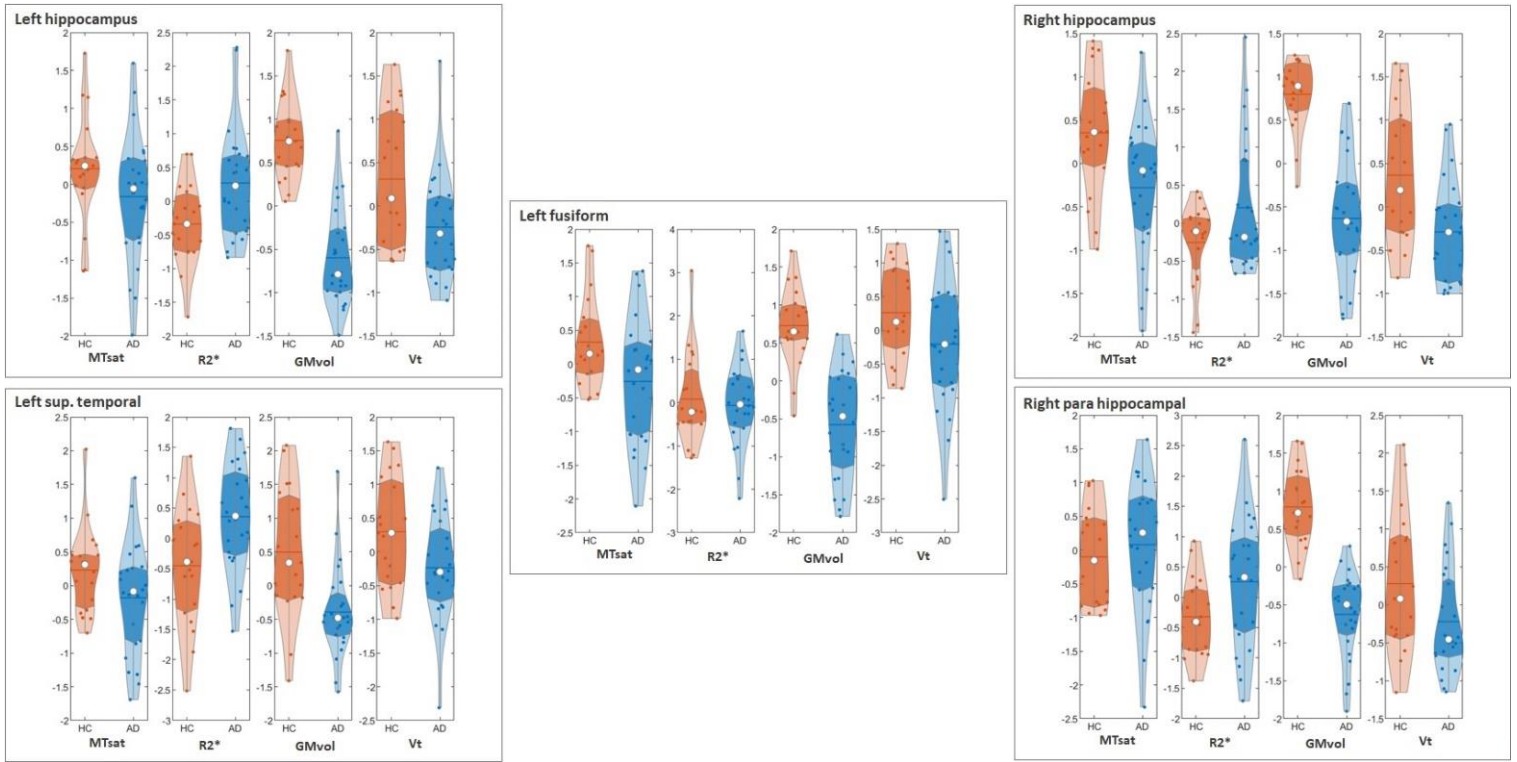 Left hippocampus
2 1.5 1 0.5 0 -0.5 -1 -1.5 -2
HC AD
MTsat
2.5 2 1.5 1 0.5 0 -0.5 -1 -1.5 -2
HC AD
R2*
2 1.5 1 0.5 0 -0.5 -1 -1.5
HC AD
GMvol
2 1.5 1 0.5 0 -0.5 -1 -1.5
HC AD
Vt
Left sup. temporal
2.5 2 1.5 1 0.5 0 -0.5 -1 -1.5 -2
HC AD
MTsat
2 1.5 1 0.5 0 -0.5 -1 -1.5 -2 -2.5 -3
HC AD
R2*
2.5 2 1.5 1 0.5 0 -0.5 -1 -1.5 -2
HC AD
GMvol
2 1.5 1 0.5 0 -0.5 -1 -1.5 -2 -2.5
HC AD
Vt
Left fusiform
2 1.5 1 0.5 0 -0.5 -1 -1.5 -2 -2.5
HC AD
MTsat
4 3 2 1 0 -1 -2 -3
HC AD
R2*
2 1.5 1 0.5 0 -0.5 -1 -1.5 -2
HC AD
GMvol
1.5 1 0.5 0 -0.5 -1 -1.5 -2 -2.5 -3
HC AD
Vt
Right hippocampus
1.5 1 0.5 0 -0.5 -1 -1.5 -2
HC AD
MTsat
2.5 2 1.5 1 0.5 0 -0.5 -1 -1.5
HC AD
R2*
1.5 1 0.5 0 -0.5 -1 -1.5 -2
HC AD
GMvol
2 1.5 1 0.5 0 -0.5 -1 -1.5
HC AD
Vt
Right para hippocampal
2 1.5 1 0.5 0 -0.5 -1 -1.5 -2 -2.5
HC AD
MTsat
3 2.5 2 1.5 1 0.5 0 -0.5 -1 -1.5 -2
HC AD
R2*
2 1.5 1 0.5 0 -0.5 -1 -1.5 -2
HC AD
GMvol
2.5 2 1.5 1 0.5 0 -0.5 -1 -1.5
HC AD
Vt